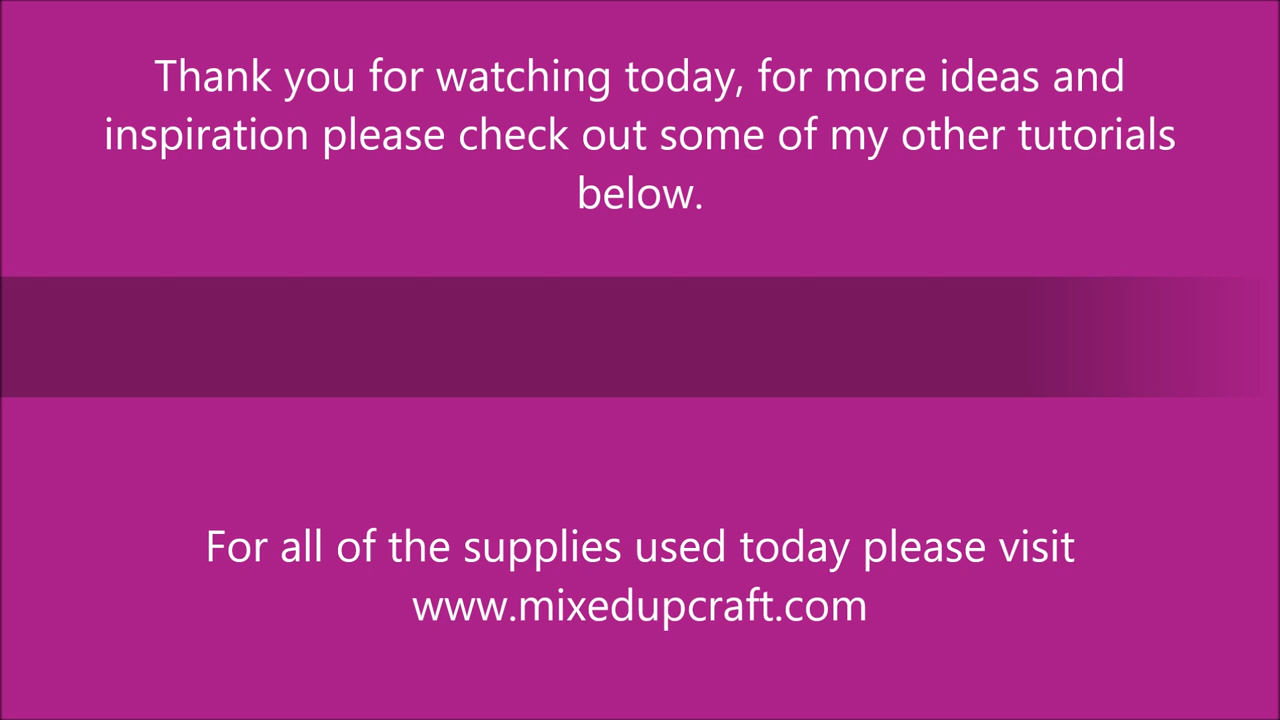 Thank you for watching today, for more ideas and
inspiration please check out some of my other tutorials
below.
For all of the supplies used today please visit
www.mixedupcraft.com